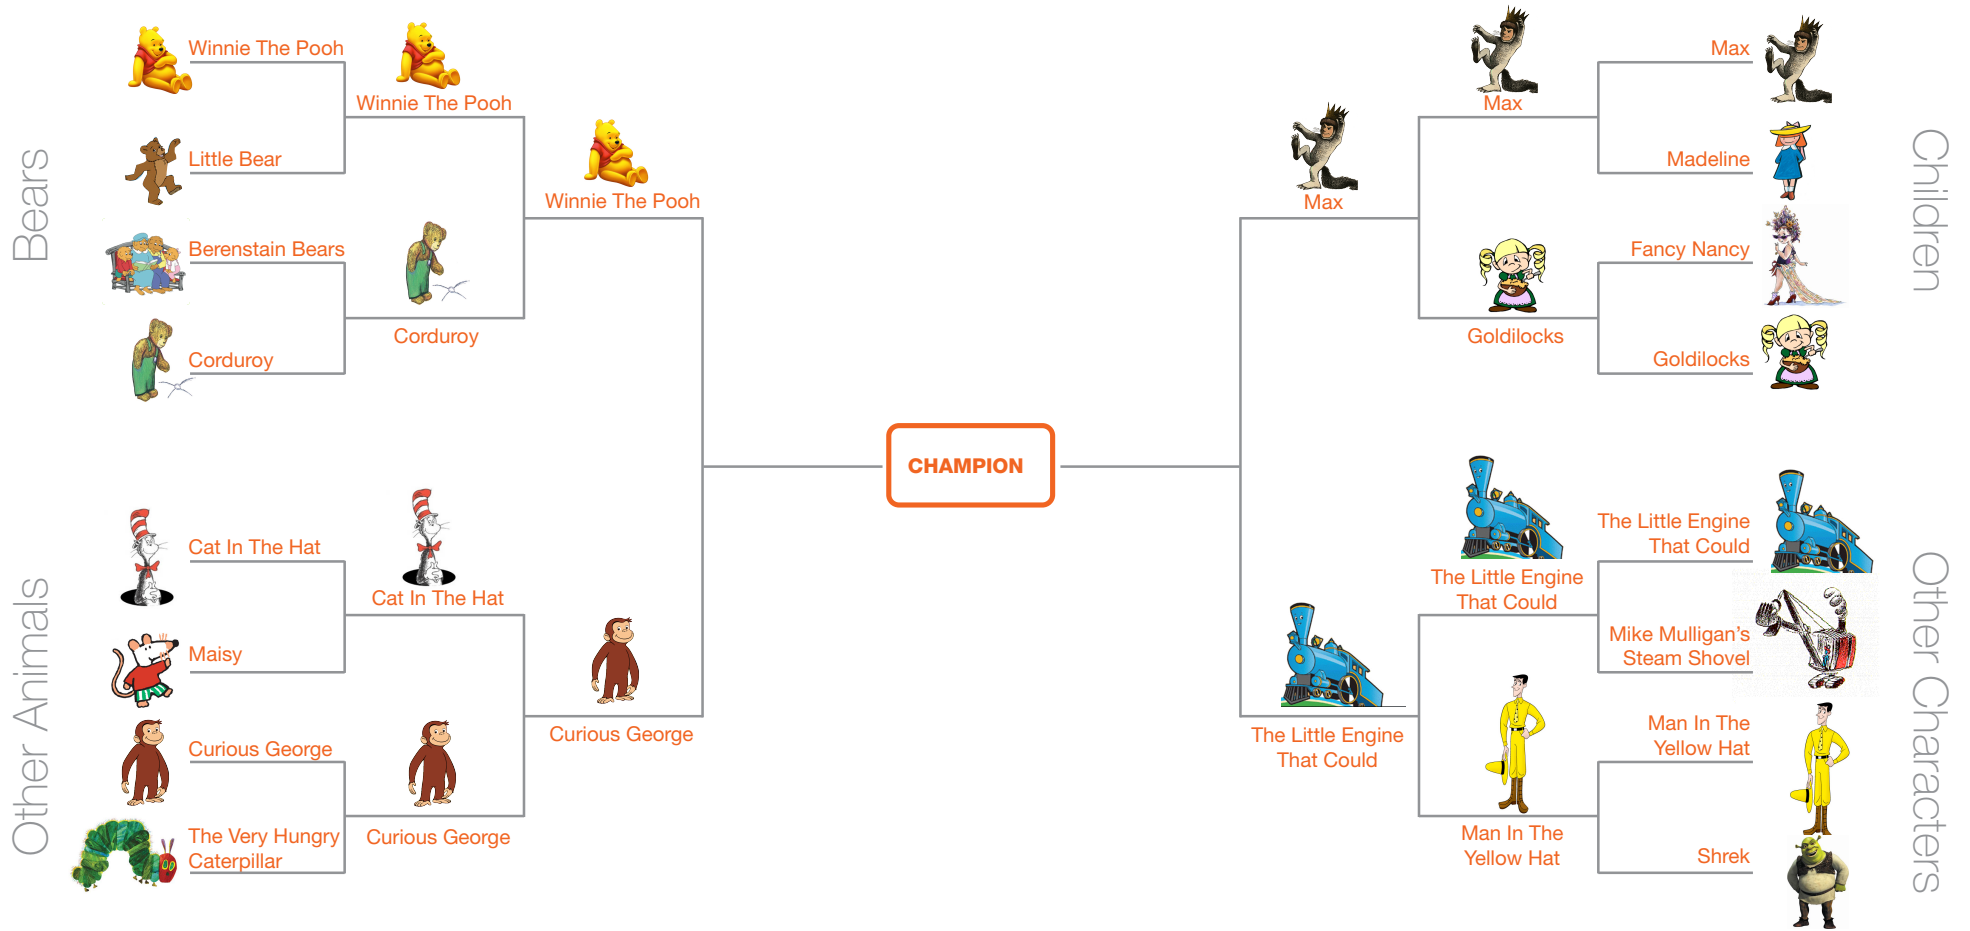 Bears
Winnie The Pooh
Little Bear
Berenstain Bears
Corduroy
Winnie The Pooh
Corduroy
Winnie The Pooh
Other Animals
Cat In The Hat
Maisy
Curious George
The Very Hungry
Caterpillar
Cat In The Hat
Curious George
Curious George
CHAMPION
Max
The Little Engine
That Could
Max
Goldilocks
Max
Madeline
Fancy Nancy
Goldilocks
Children
The Little Engine
That Could
Man In The
Yellow Hat
The Little Engine
That Could
Mike Mulligan’s
Steam Shovel
Man In The
Yellow Hat
Shrek
Other Characters